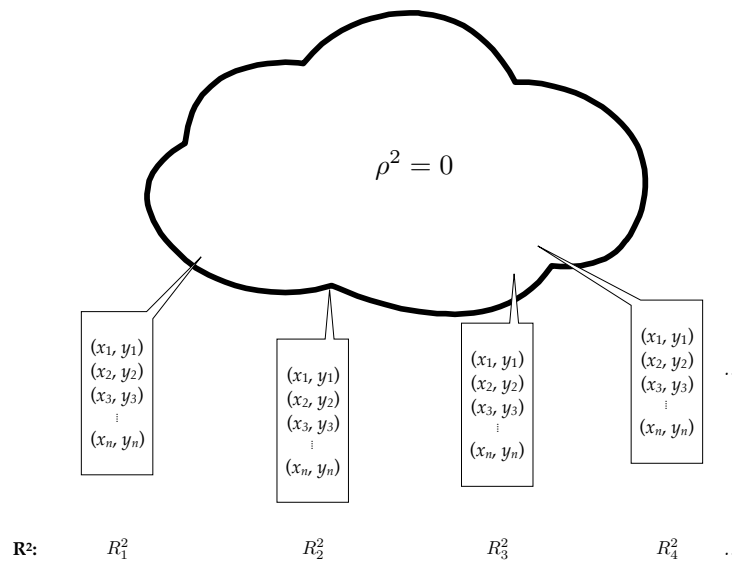 ρ² = 0
(x₁, y₁)
(x₂, y₂)
(x₃, y₃)
⋮
(xₙ, yₙ)
(x₁, y₁)
(x₂, y₂)
(x₃, y₃)
⋮
(xₙ, yₙ)
(x₁, y₁)
(x₂, y₂)
(x₃, y₃)
⋮
(xₙ, yₙ)
(x₁, y₁)
(x₂, y₂)
(x₃, y₃)
⋮
(xₙ, yₙ)
..
R²: R₁² R₂² R₃² R₄² ..